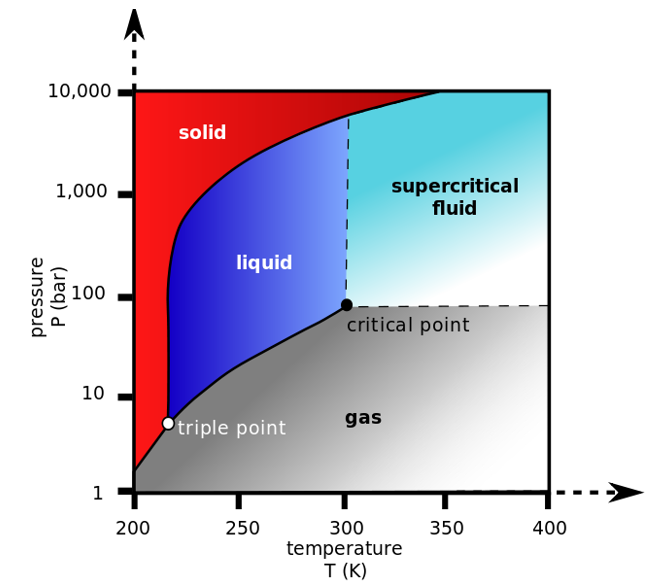 10,000
solid
1,000
supercritical
fluid
liquid
pressure
P (bar)
100
critical point
10
gas
triple point
1
200
250
300
350
400
temperature
T (K)